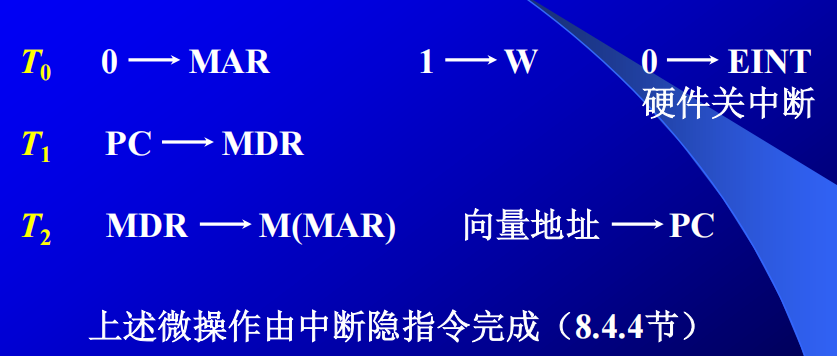 T₀ 0 ⟶ MAR 1 ⟶ W 0 ⟶ EINT
硬件关中断
T₁ PC ⟶ MDR
T₂ MDR ⟶ M(MAR) 向量地址 ⟶ PC
上述微操作由中断隐指令完成（8.4.4节）